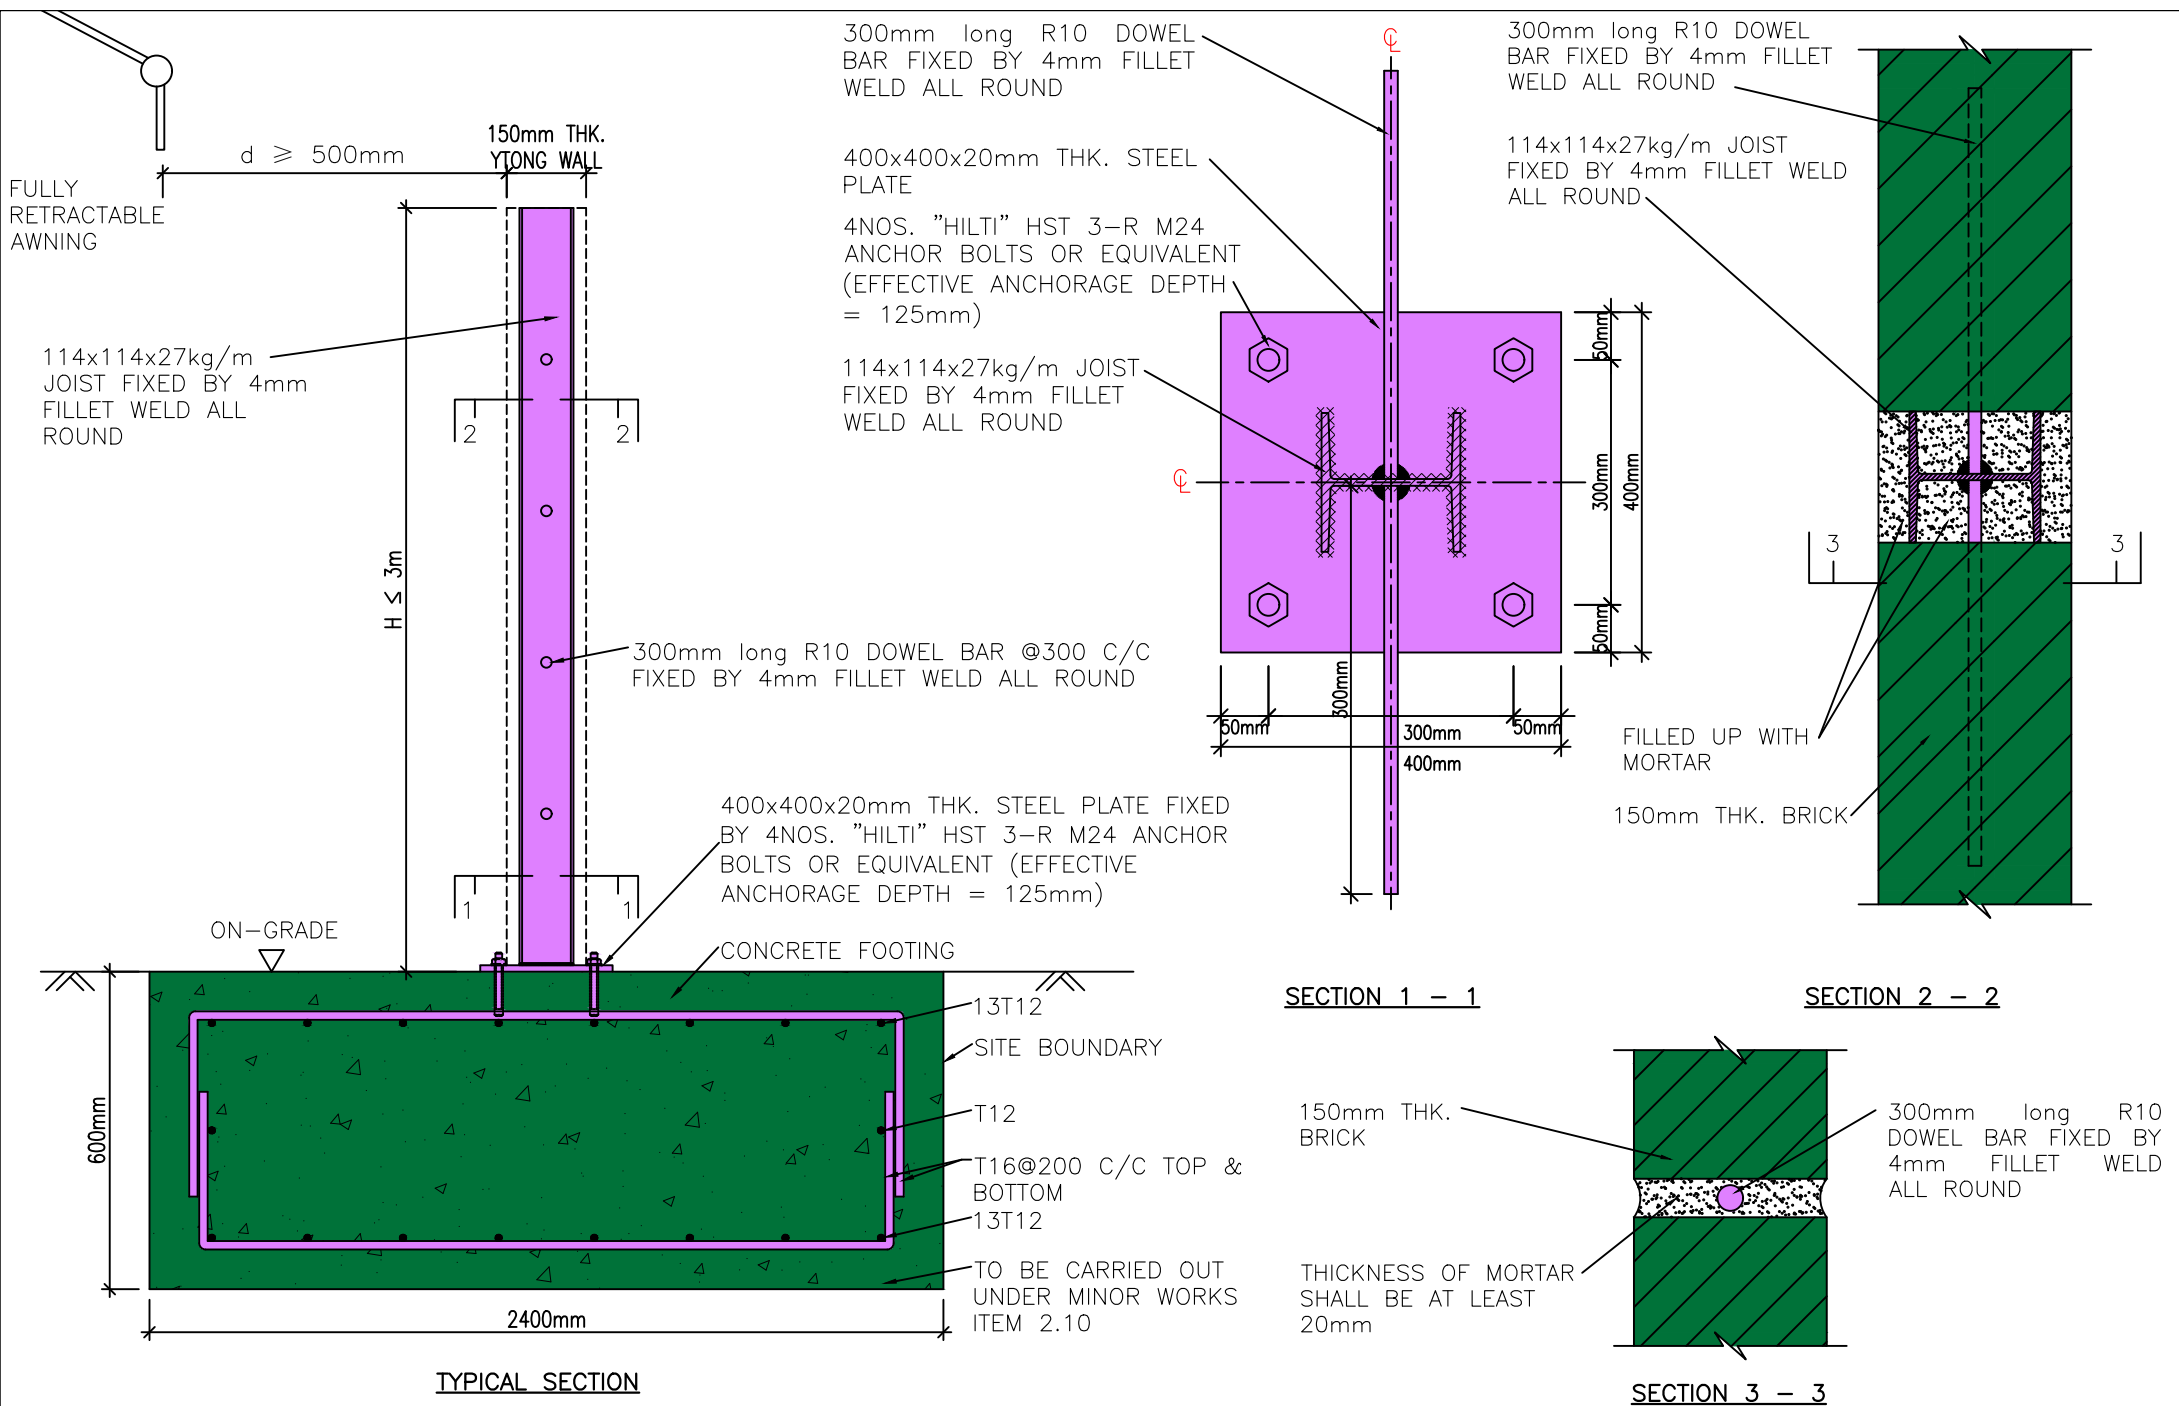 FULLY
RETRACTABLE
AWNING
d ≥ 500mm
150mm THK.
YTONG WALL
114x114x27kg/m
JOIST FIXED BY 4mm
FILLET WELD ALL
ROUND
H ≤ 3m
2
2
300mm long R10 DOWEL BAR @300 C/C
FIXED BY 4mm FILLET WELD ALL ROUND
400x400x20mm THK. STEEL PLATE FIXED
BY 4NOS. "HILTI" HST 3-R M24 ANCHOR
BOLTS OR EQUIVALENT (EFFECTIVE
ANCHORAGE DEPTH = 125mm)
1
1
ON-GRADE
CONCRETE FOOTING
13T12
SITE BOUNDARY
T12
T16@200 C/C TOP &
BOTTOM
13T12
TO BE CARRIED OUT
UNDER MINOR WORKS
ITEM 2.10
600mm
2400mm
TYPICAL SECTION
300mm long R10 DOWEL
BAR FIXED BY 4mm FILLET
WELD ALL ROUND
400x400x20mm THK. STEEL
PLATE
4NOS. "HILTI" HST 3-R M24
ANCHOR BOLTS OR EQUIVALENT
(EFFECTIVE ANCHORAGE DEPTH
= 125mm)
114x114x27kg/m JOIST
FIXED BY 4mm FILLET
WELD ALL ROUND
℄
℄
50mm
300mm
400mm
50mm
300mm
50mm
300mm
50mm
400mm
SECTION 1 - 1
300mm long R10 DOWEL
BAR FIXED BY 4mm FILLET
WELD ALL ROUND
114x114x27kg/m JOIST
FIXED BY 4mm FILLET WELD
ALL ROUND
3
3
FILLED UP WITH
MORTAR
150mm THK. BRICK
SECTION 2 - 2
150mm THK.
BRICK
300mm long R10
DOWEL BAR FIXED BY
4mm FILLET WELD
ALL ROUND
THICKNESS OF MORTAR
SHALL BE AT LEAST
20mm
SECTION 3 - 3